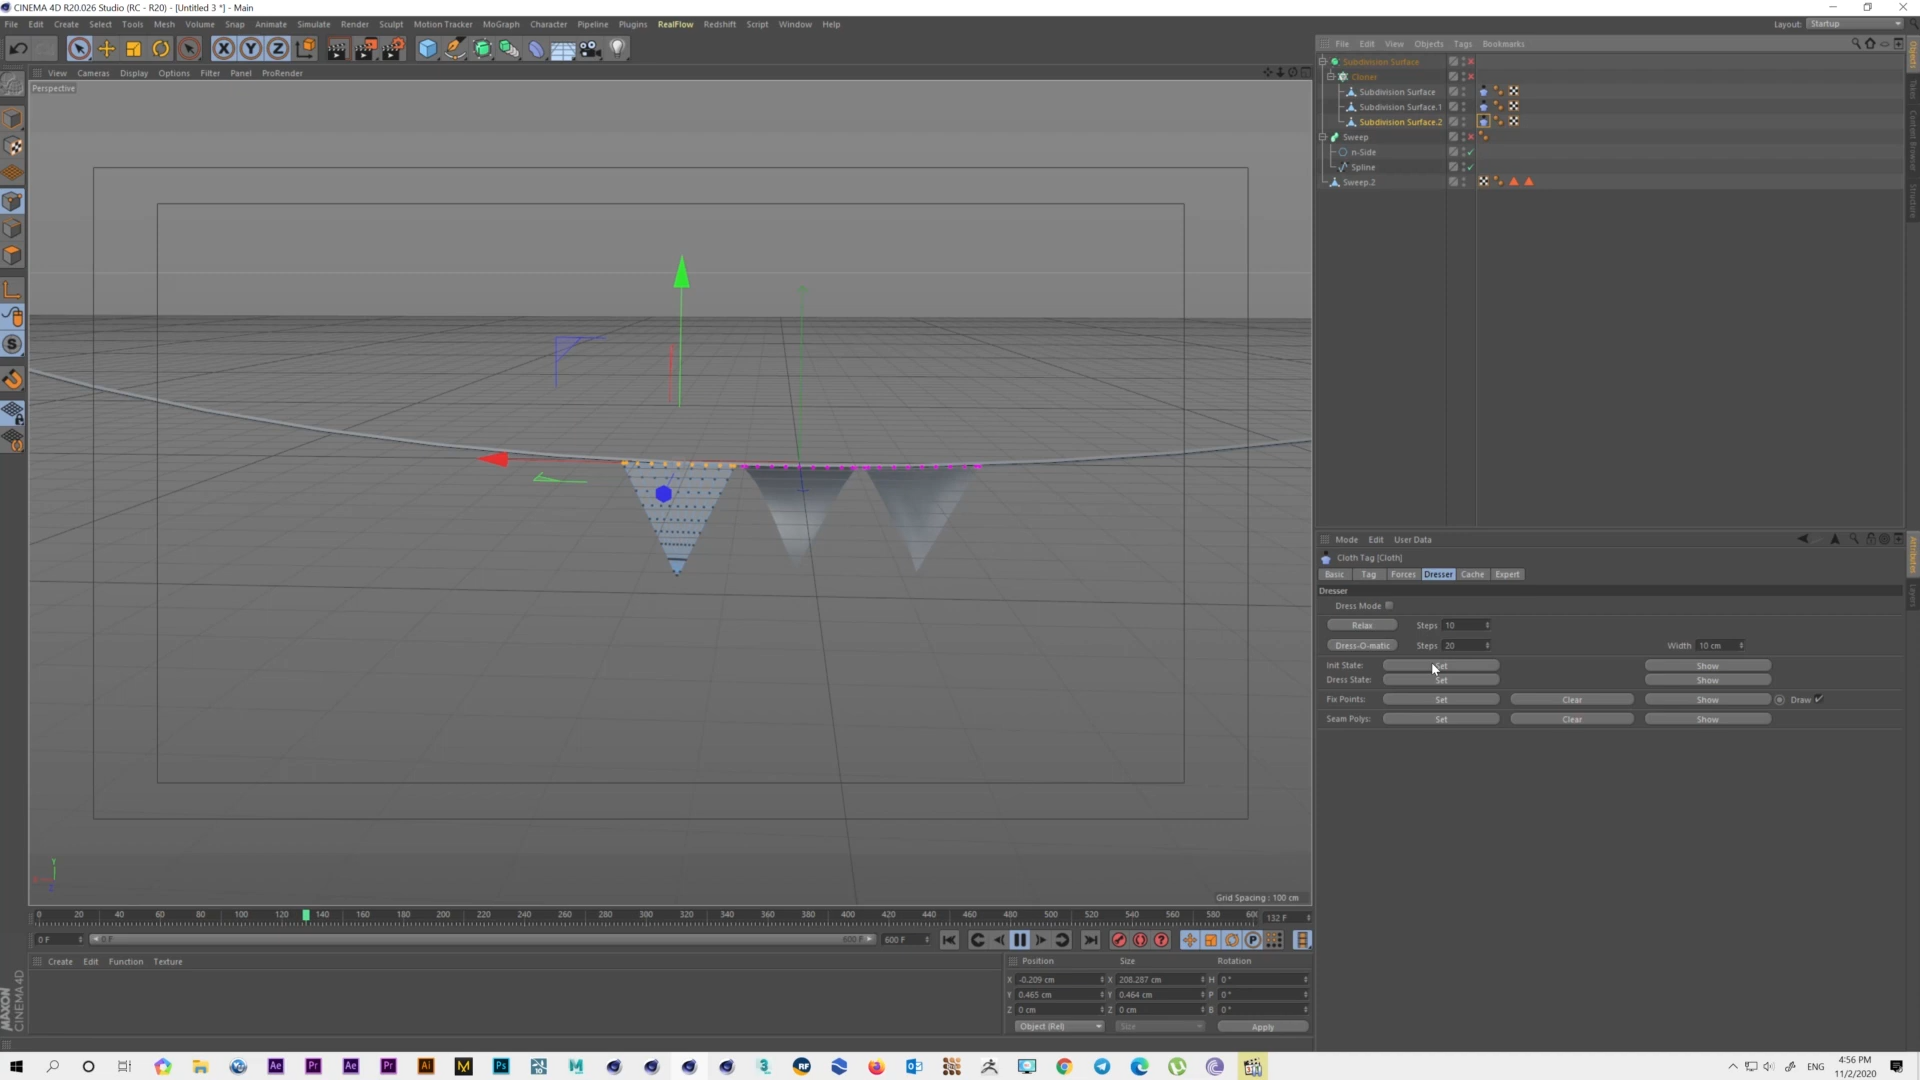 CINEMA 4D R20.026 Studio (RC - R20) - [Untitled 3 *] - Main
File Edit Create Select Tools Mesh Volume Snap Animate Simulate Render Sculpt Motion Tracker MoGraph Character Pipeline Plugins RealFlow Redshift Script Window Help
Layout: Startup
View Cameras Display Options Filter Panel ProRender
Perspective
Grid Spacing : 100 cm
File Edit View Objects Tags Bookmarks
Subdivision Surface
Cloner
Subdivision Surface
Subdivision Surface.1
Subdivision Surface.2
Sweep
n-Side
Spline
Sweep.2
Objects
Takes
Content Browser
Structure
Mode Edit User Data
Cloth Tag [Cloth]
Basic Tag Forces Dresser Cache Expert
Dresser
Dress Mode
Relax Steps 10
Dress-O-matic Steps 20 Width 10 cm
Init State: Set Show
Dress State: Set Show
Fix Points: Set Clear Show Draw
Seam Polys: Set Clear Show
Attributes
Layers
0 20 40 60 80 100 120 140 160 180 200 220 240 260 280 300 320 340 360 380 400 420 440 460 480 500 520 540 560 580 132 F
0 F 0 F 600 F 600 F
Create Edit Function Texture
Position Size Rotation
X -0.209 cm X 208.287 cm H 0°
Y 0.465 cm Y 0.464 cm P 0°
Z 0 cm Z 0 cm B 0°
Object (Rel) Size Apply
MAXON
CINEMA 4D
ENG
4:56 PM
11/2/2020